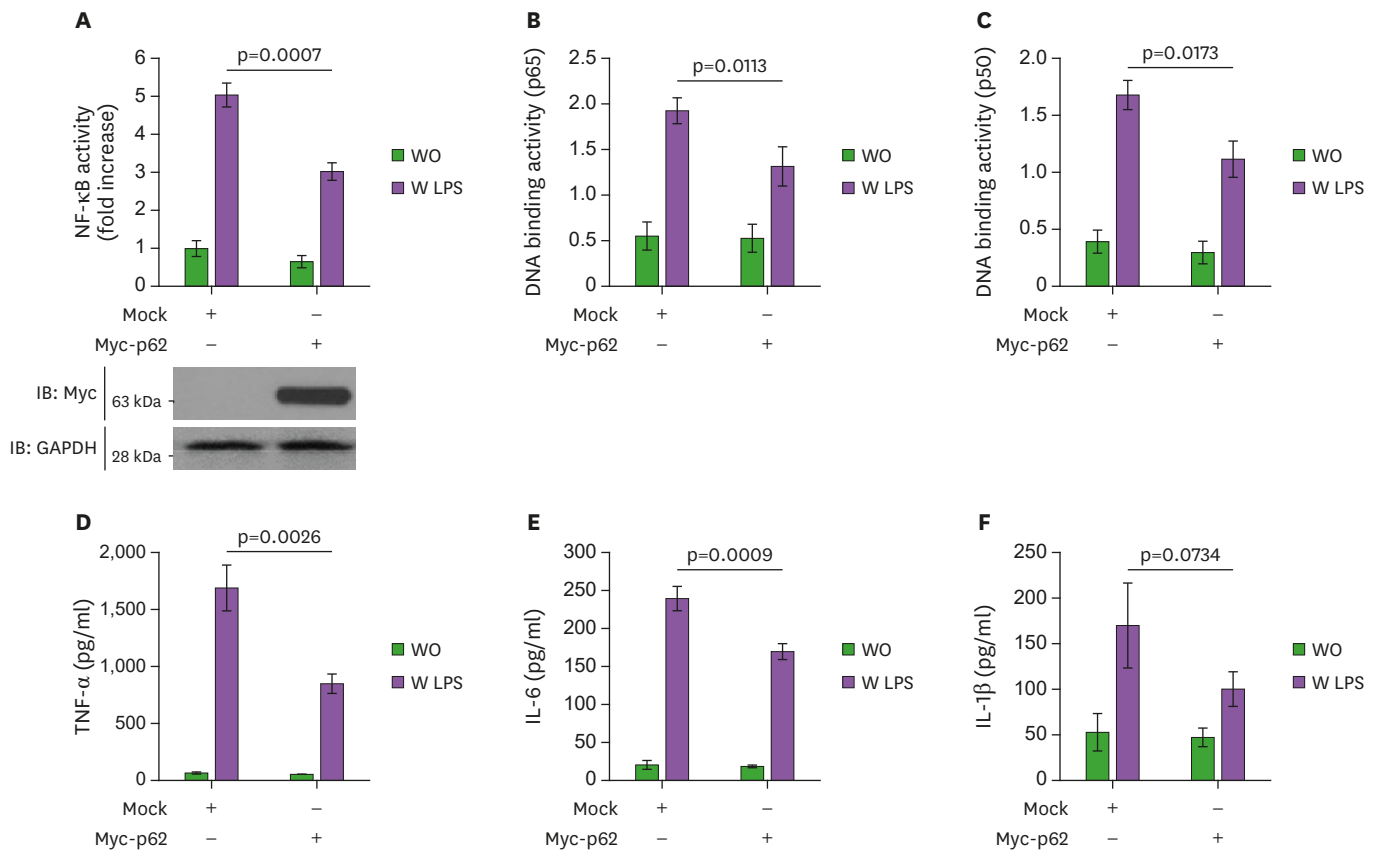 A
NF-κB activity
(fold increase)
6
5
4
3
2
1
0
p=0.0007
WO
W LPS
Mock + –
Myc-p62 – +
IB: Myc 63 kDa
IB: GAPDH 28 kDa
B
DNA binding activity (p65)
2.5
2.0
1.5
1.0
0.5
0
p=0.0113
WO
W LPS
Mock + –
Myc-p62 – +
C
DNA binding activity (p50)
2.0
1.5
1.0
0.5
0
p=0.0173
WO
W LPS
Mock + –
Myc-p62 – +
D
TNF-α (pg/ml)
2,000
1,500
1,000
500
0
p=0.0026
WO
W LPS
Mock + –
Myc-p62 – +
E
IL-6 (pg/ml)
300
250
200
150
100
50
0
p=0.0009
WO
W LPS
Mock + –
Myc-p62 – +
F
IL-1β (pg/ml)
250
200
150
100
50
0
p=0.0734
WO
W LPS
Mock + –
Myc-p62 – +